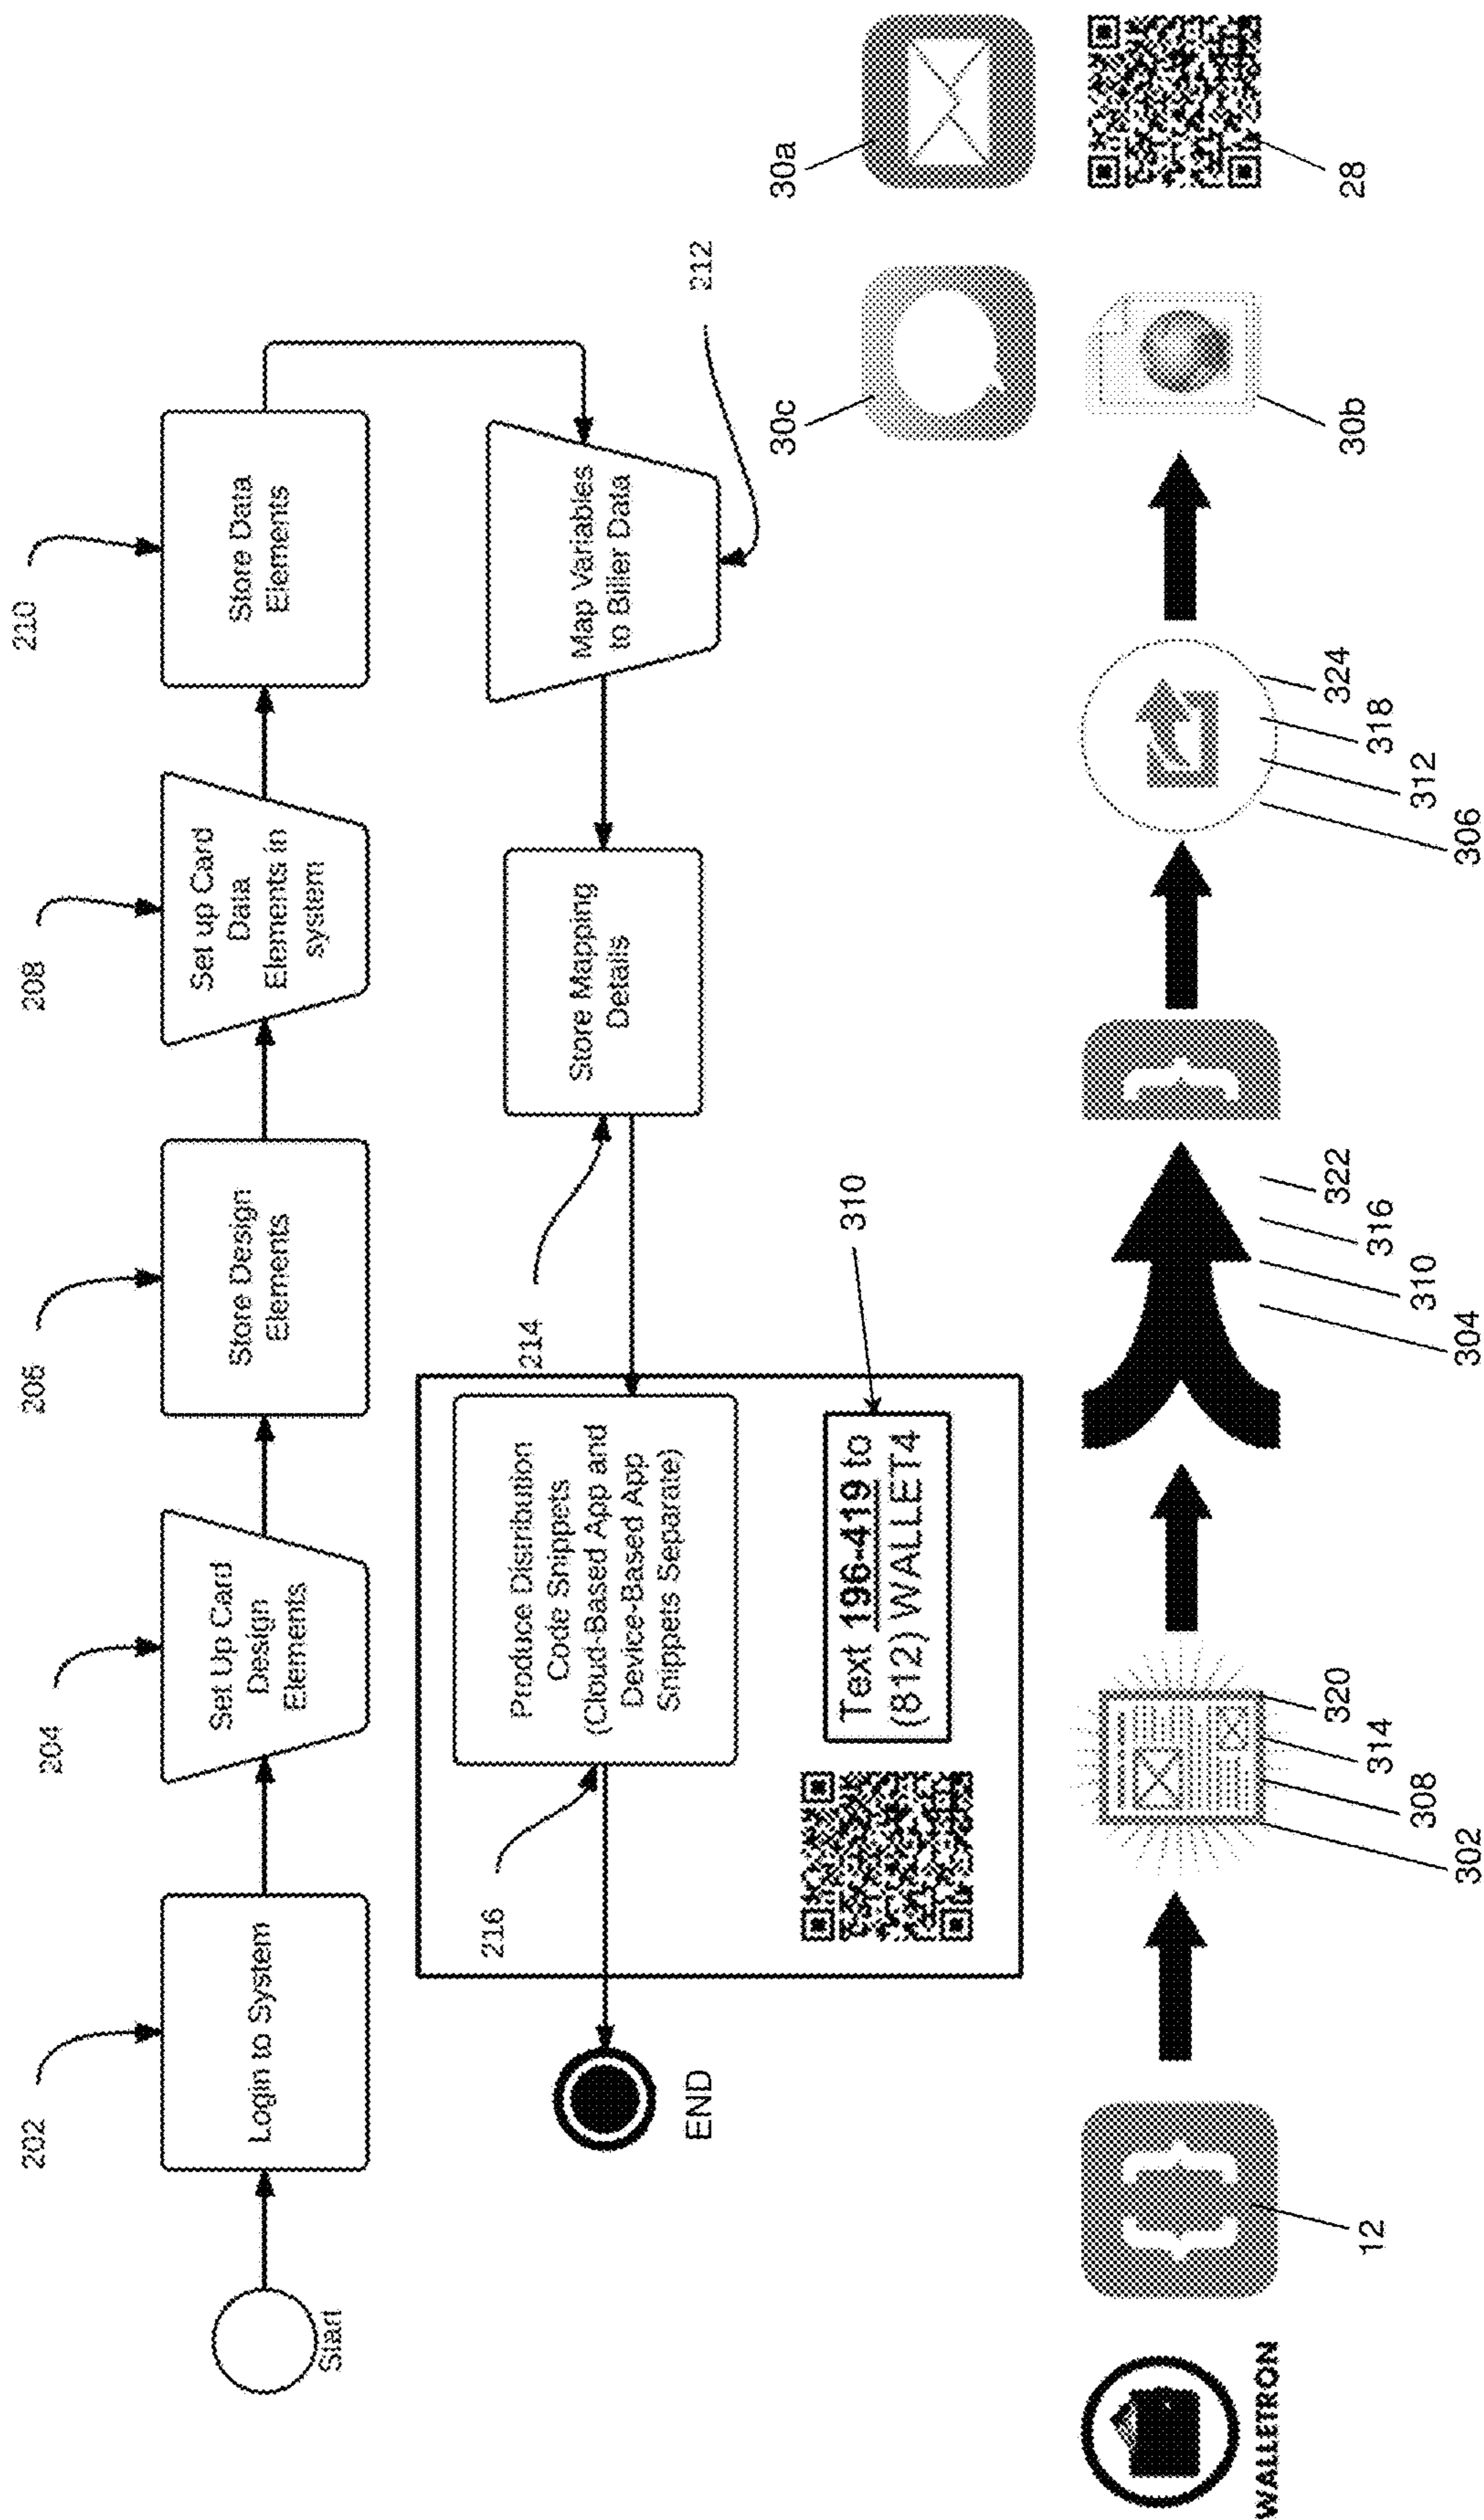 202
204
206
208
210
Start
Login to System
Set Up Card
Design
Elements
Store Design
Elements
Set up Card
Data
Elements in
system
Store Data
Elements
END
216
Produce Distribution
Code Snippets
(Cloud-Based App and
Device-Based App
Snippets Separate)
214
Store Mapping
Details
Map Variables
to Biller Data
212
Text 196-419 to
(812) WALLET4
310
30c
30a
WALLETRON
12
302
308
314
320
304
310
316
322
306
312
318
324
30b
28